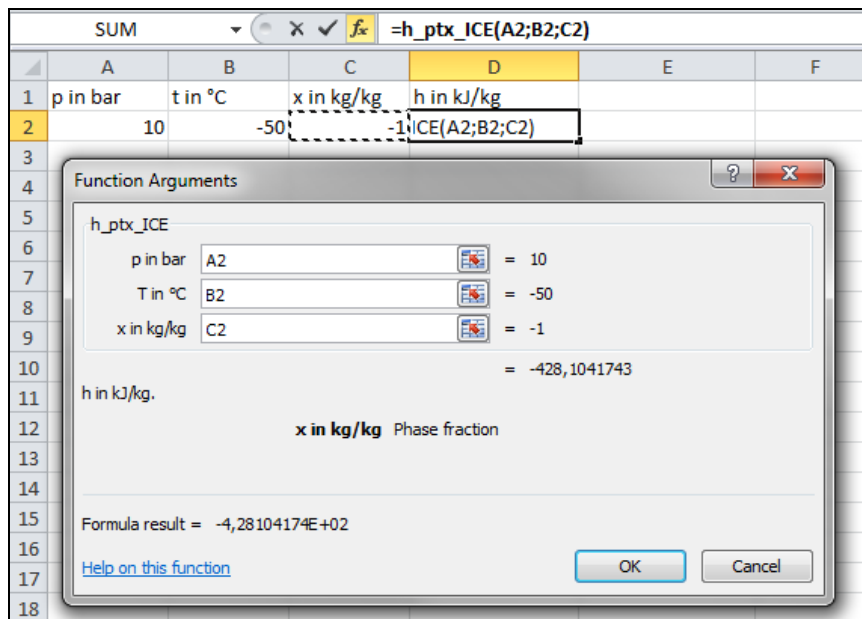 SUM fx =h_ptx_ICE(A2;B2;C2)
A B C D E F
1 p in bar t in °C x in kg/kg h in kJ/kg
2 10 -50 -1 ICE(A2;B2;C2)
3
4 Function Arguments ? X
5 h_ptx_ICE
6 p in bar A2 = 10
7 T in °C B2 = -50
8
9 x in kg/kg C2 = -1
10 = -428,1041743
11 h in kJ/kg.
12 x in kg/kg Phase fraction
13
14
15 Formula result = -4,28104174E+02
16
17 Help on this function OK Cancel
18